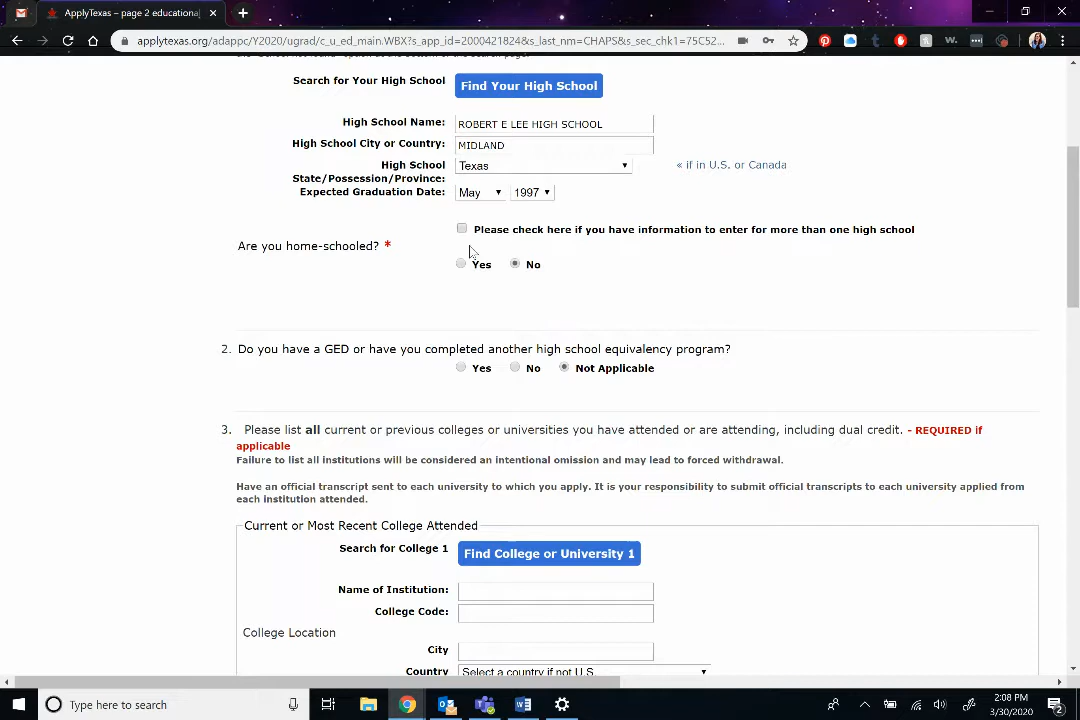 ApplyTexas – page 2 educational
applytexas.org/adappc/Y2020/ugrad/c_u_ed_main.WBX?s_app_id=2000421824&s_last_nm=CHAPS&s_sec_chk1=75C52...
Search for Your High School
Find Your High School
High School Name:
ROBERT E LEE HIGH SCHOOL
High School City or Country:
MIDLAND
High School State/Possession/Province:
Texas
« if in U.S. or Canada
Expected Graduation Date:
May
1997
Please check here if you have information to enter for more than one high school
Are you home-schooled? *
Yes
No
2. Do you have a GED or have you completed another high school equivalency program?
Yes
No
Not Applicable
3. Please list all current or previous colleges or universities you have attended or are attending, including dual credit. - REQUIRED if
applicable
Failure to list all institutions will be considered an intentional omission and may lead to forced withdrawal.
Have an official transcript sent to each university to which you apply. It is your responsibility to submit official transcripts to each university applied from
each institution attended.
Current or Most Recent College Attended
Search for College 1
Find College or University 1
Name of Institution:
College Code:
College Location
City
Country
Select a country if not U.S.
Type here to search
2:08 PM
3/30/2020
2